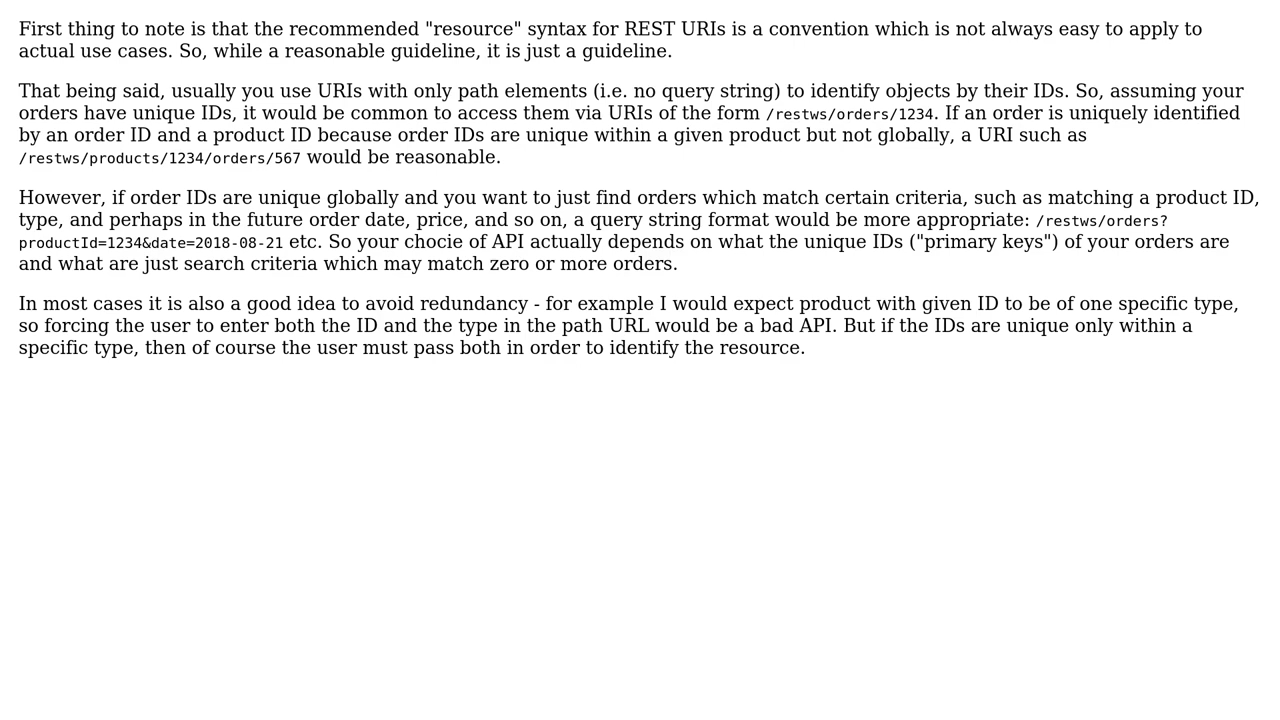 First thing to note is that the recommended "resource" syntax for REST URIs is a convention which is not always easy to apply to
actual use cases. So, while a reasonable guideline, it is just a guideline.
That being said, usually you use URIs with only path elements (i.e. no query string) to identify objects by their IDs. So, assuming your
orders have unique IDs, it would be common to access them via URIs of the form /restws/orders/1234. If an order is uniquely identified
by an order ID and a product ID because order IDs are unique within a given product but not globally, a URI such as
/restws/products/1234/orders/567 would be reasonable.
However, if order IDs are unique globally and you want to just find orders which match certain criteria, such as matching a product ID,
type, and perhaps in the future order date, price, and so on, a query string format would be more appropriate: /restws/orders?
productId=1234&date=2018-08-21 etc. So your chocie of API actually depends on what the unique IDs ("primary keys") of your orders are
and what are just search criteria which may match zero or more orders.
In most cases it is also a good idea to avoid redundancy - for example I would expect product with given ID to be of one specific type,
so forcing the user to enter both the ID and the type in the path URL would be a bad API. But if the IDs are unique only within a
specific type, then of course the user must pass both in order to identify the resource.